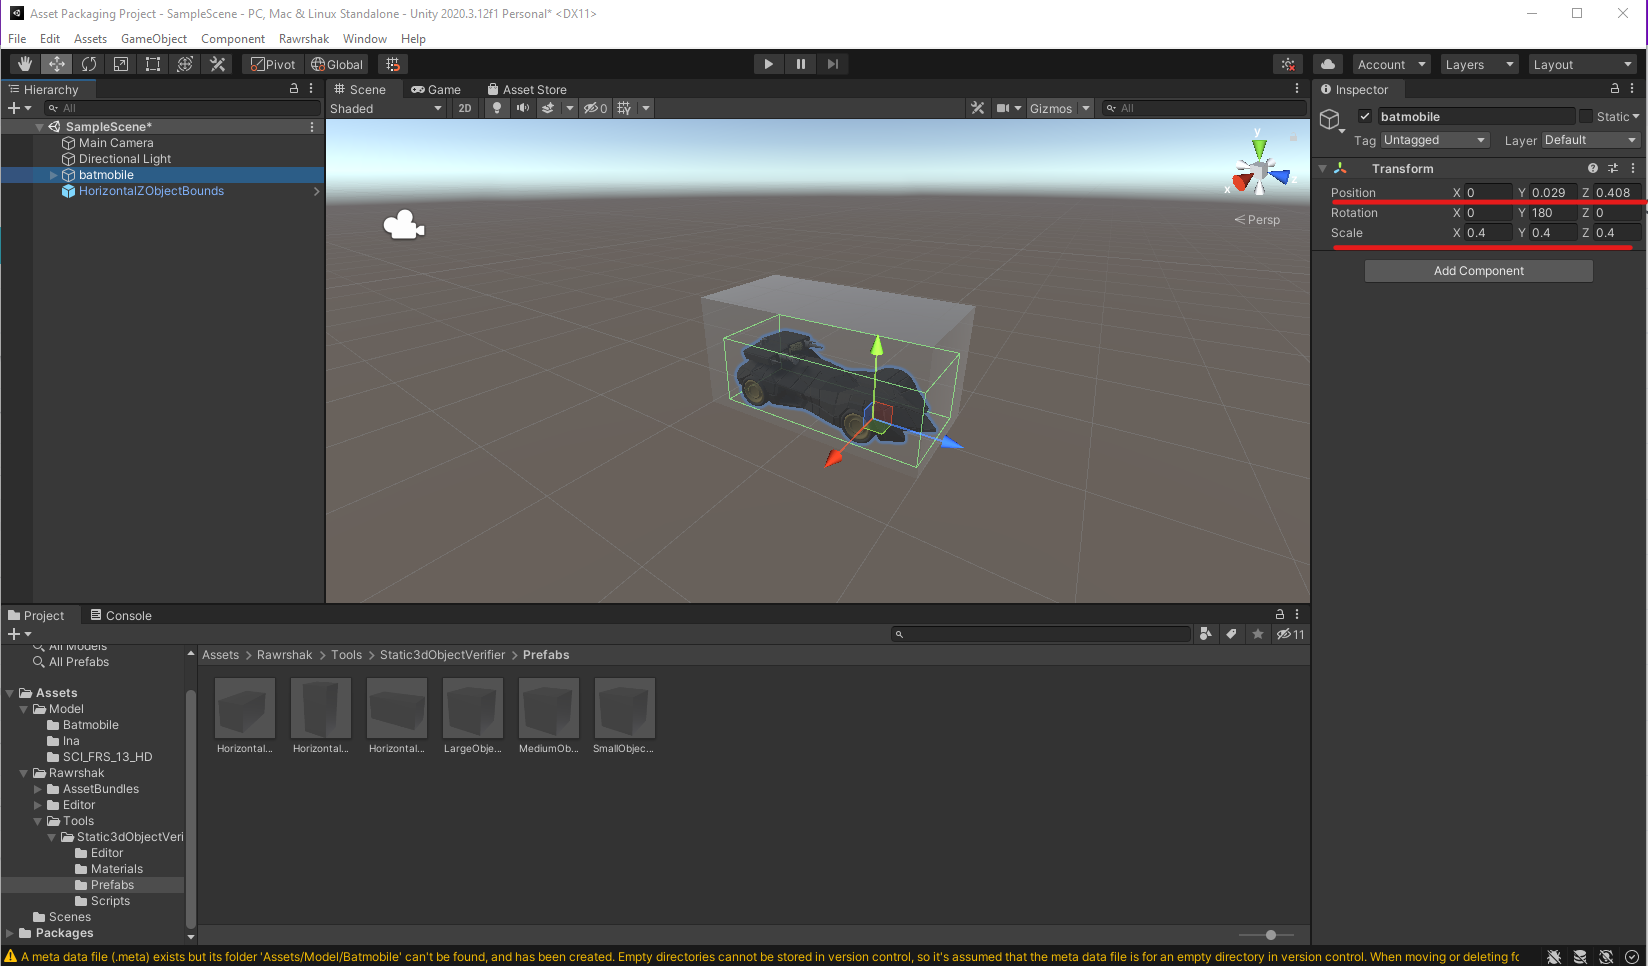 Asset Packaging Project - SampleScene - PC, Mac & Linux Standalone - Unity 2020.3.12f1 Personal* <DX11>
File Edit Assets GameObject Component Rawrshak Window Help
Pivot Global Account Layers Layout
Hierarchy
All
SampleScene*
Main Camera
Directional Light
batmobile
HorizontalZObjectBounds
Scene Game Asset Store
Shaded 2D 0 Gizmos All
y
x
z
Persp
Inspector
batmobile Static
Tag Untagged Layer Default
Transform
Position X 0 Y 0.029 Z 0.408
Rotation X 0 Y 180 Z 0
Scale X 0.4 Y 0.4 Z 0.4
Add Component
Project Console
11
All Models
All Prefabs
Assets
Model
Batmobile
Ina
SCI_FRS_13_HD
Rawrshak
AssetBundles
Editor
Tools
Static3dObjectVeri
Editor
Materials
Prefabs
Scripts
Scenes
Packages
Assets > Rawrshak > Tools > Static3dObjectVerifier > Prefabs
Horizontal... Horizontal... Horizontal... LargeObje... MediumOb... SmallObjec...
A meta data file (.meta) exists but its folder 'Assets/Model/Batmobile' can't be found, and has been created. Empty directories cannot be stored in version control, so it's assumed that the meta data file is for an empty directory in version control. When moving or deleting fo